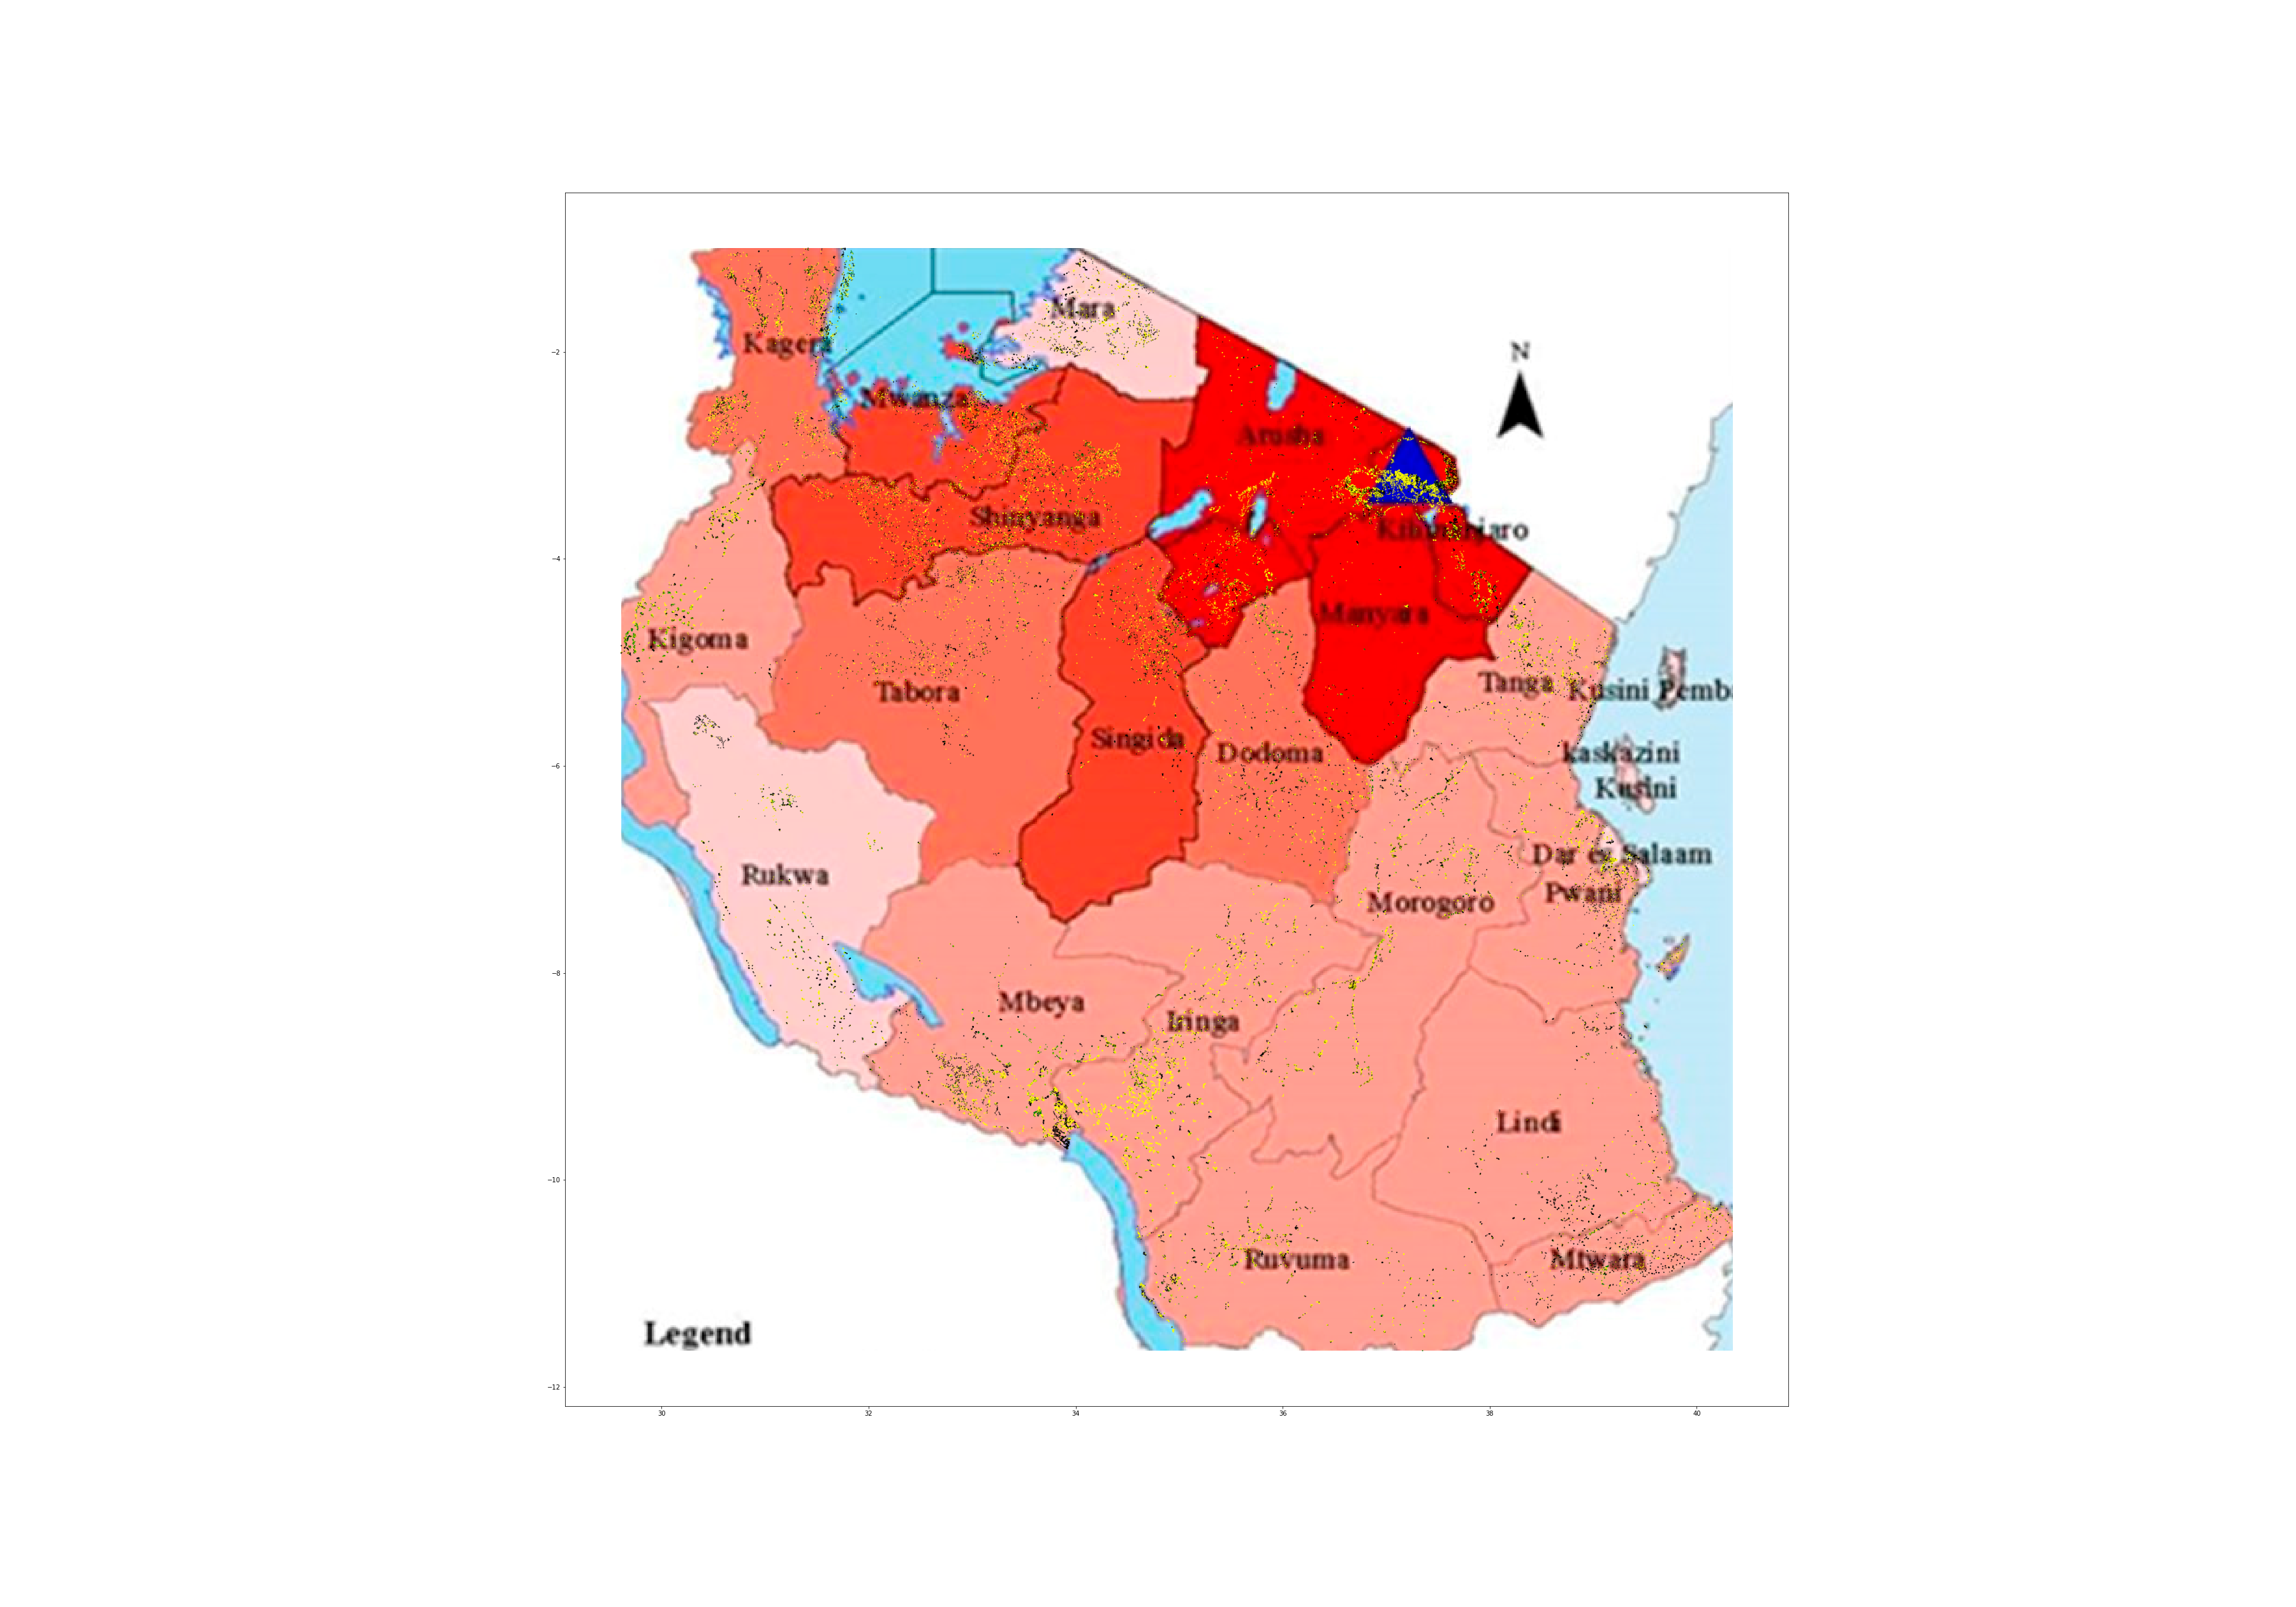 Mara
Kagera
N
Mwanza
Arusha
Shinyanga
Kilimanjaro
Manyara
Kigoma
Tabora
Tanga
Kusini Pemb
Singida
Dodoma
kaskazini
Kusini
Dar es Salaam
Rukwa
Pwani
Morogoro
Mbeya
Iringa
Lindi
Ruvuma
Mtwara
Legend
−2
−4
−6
−8
−10
−12
30
32
34
36
38
40